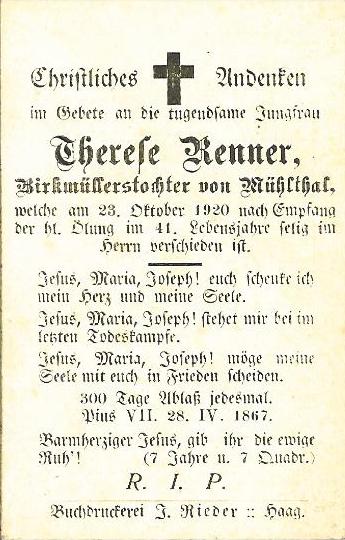 Christliches Andenken
im Gebete an die tugendsame Jungfrau
Therese Renner,
Birkmüllerstochter von Mühlthal,
welche am 23. Oktober 1920 nach Empfang
der hl. Ölung im 41. Lebensjahre selig im
Herrn verschieden ist.
Jesus, Maria, Joseph! euch schenke ich
mein Herz und meine Seele.
Jesus, Maria, Joseph! stehet mir bei im
letzten Todeskampfe.
Jesus, Maria, Joseph! möge meine
Seele mit euch in Frieden scheiden.
300 Tage Ablaß jedesmal.
Pius VII. 28. IV. 1867.
Barmherziger Jesus, gib ihr die ewige
Ruh'! (7 Jahre u. 7 Quadr.)
R. I. P.
Buchdruckerei J. Rieder :: Haag.